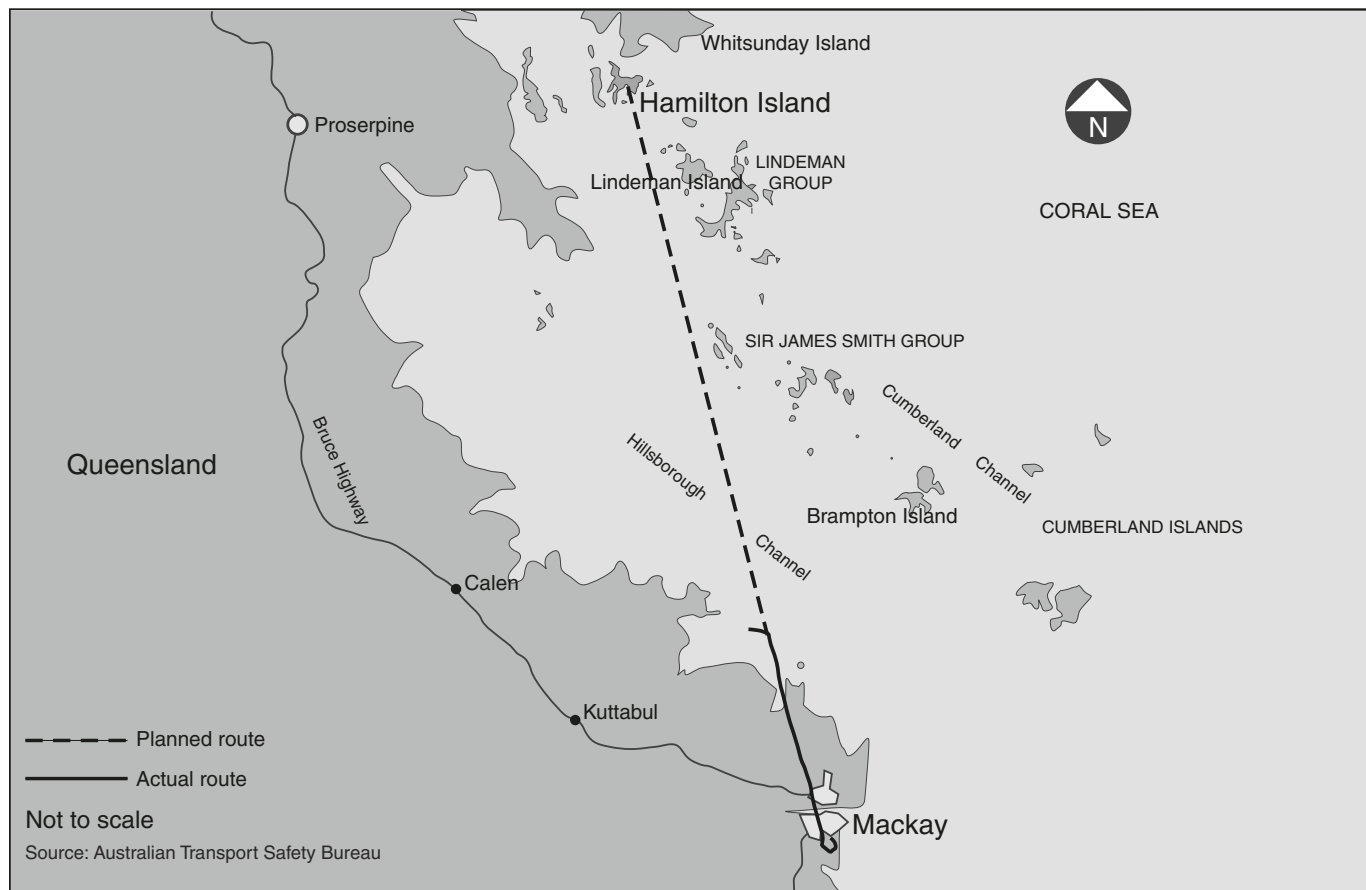 Whitsunday Island
Hamilton Island
N
Proserpine
LINDEMAN
GROUP
Lindeman Island
CORAL SEA
SIR JAMES SMITH GROUP
Cumberland
Channel
Bruce Highway
Queensland
Hillsborough
Channel
Brampton Island
CUMBERLAND ISLANDS
Calen
Kuttabul
Planned route
Actual route
Not to scale
Mackay
Source: Australian Transport Safety Bureau